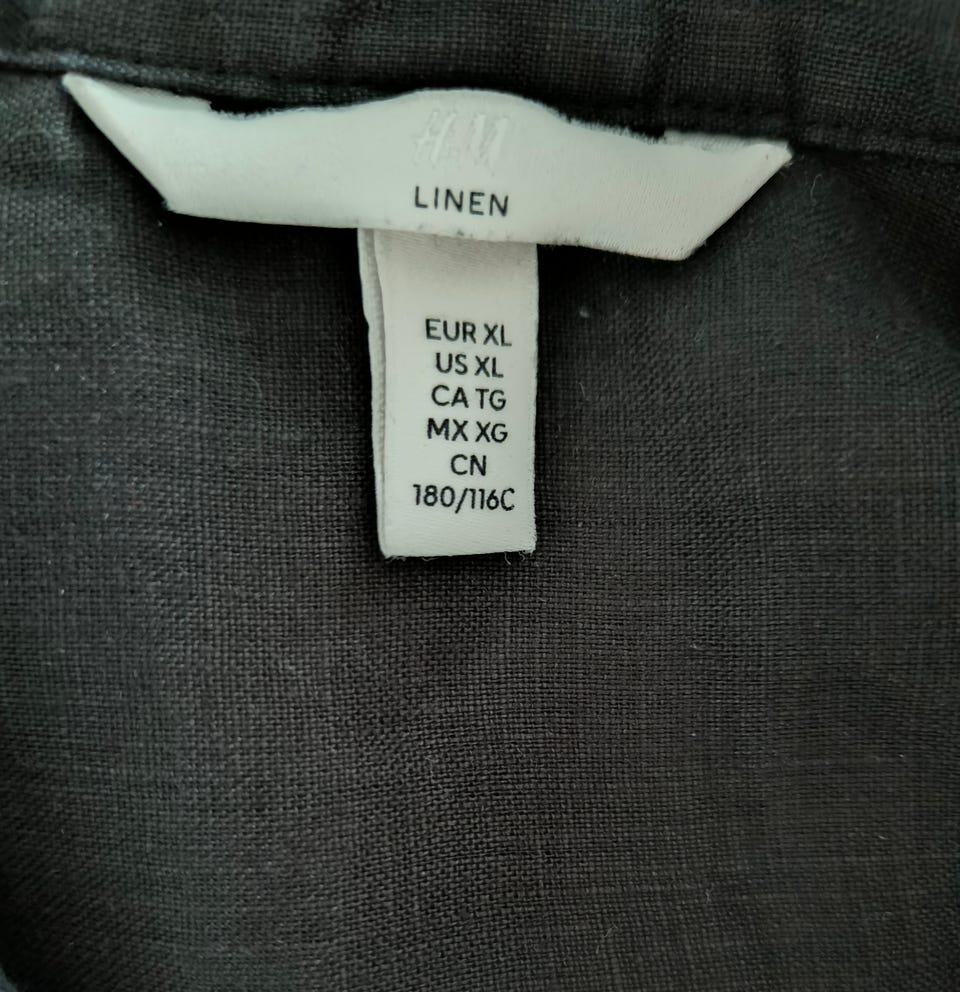 H&M
LINEN
EUR XL
US XL
CA TG
MX XG
CN
180/116C